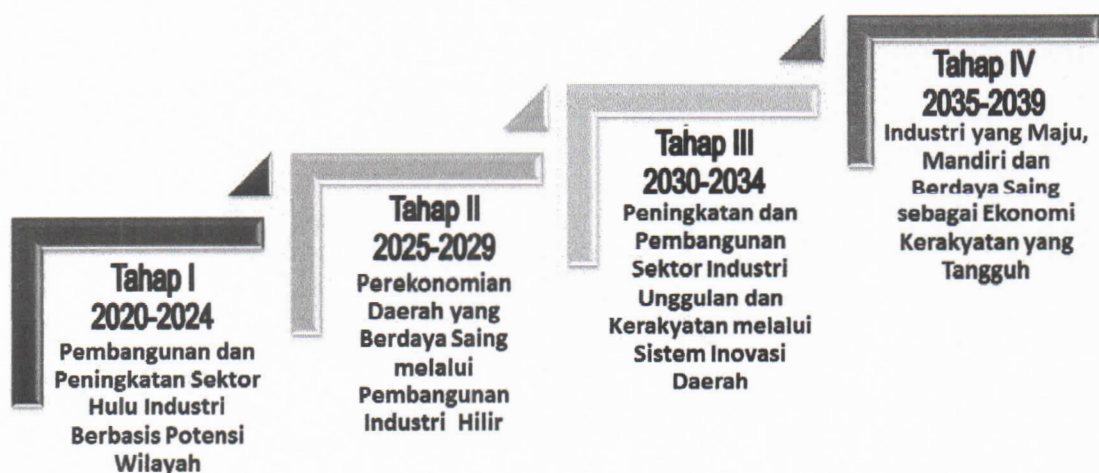 Tahap I
2020-2024
Pembangunan dan
Peningkatan Sektor
Hulu Industri
Berbasis Potensi
Wilayah
Tahap II
2025-2029
Perekonomian
Daerah yang
Berdaya Saing
melalui
Pembangunan
Industri Hilir
Tahap III
2030-2034
Peningkatan dan
Pembangunan
Sektor Industri
Unggulan dan
Kerakyatan melalui
Sistem Inovasi
Daerah
Tahap IV
2035-2039
Industri yang Maju,
Mandiri dan
Berdaya Saing
sebagai Ekonomi
Kerakyatan yang
Tangguh